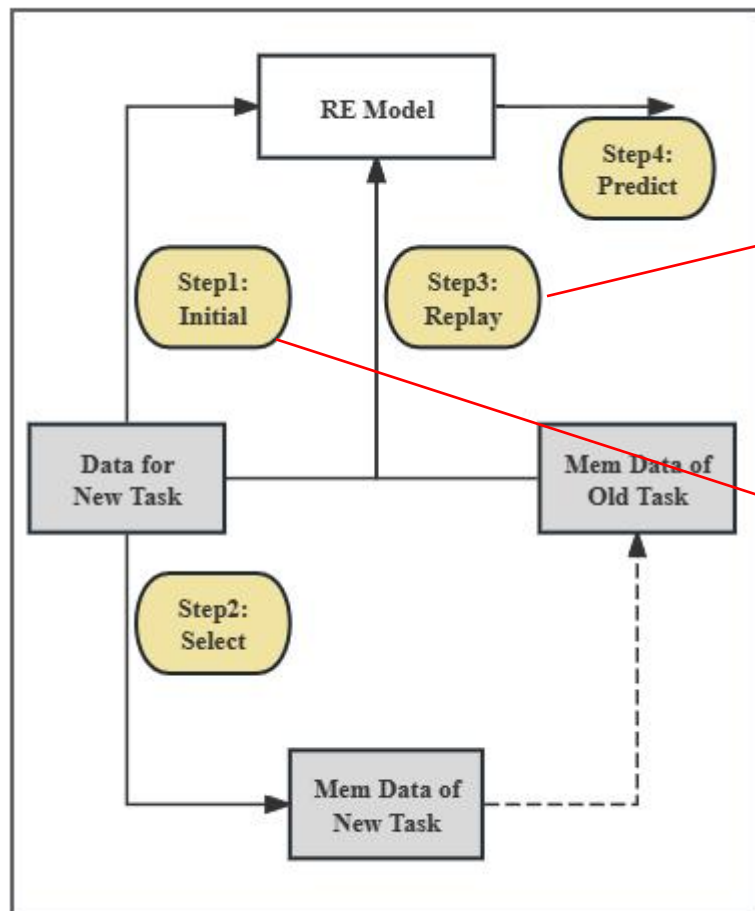 RE Model
Step4:
Predict
Step1:
Initial
Step3:
Replay
Data for
New Task
Mem Data of
Old Task
Step2:
Select
Mem Data of
New Task